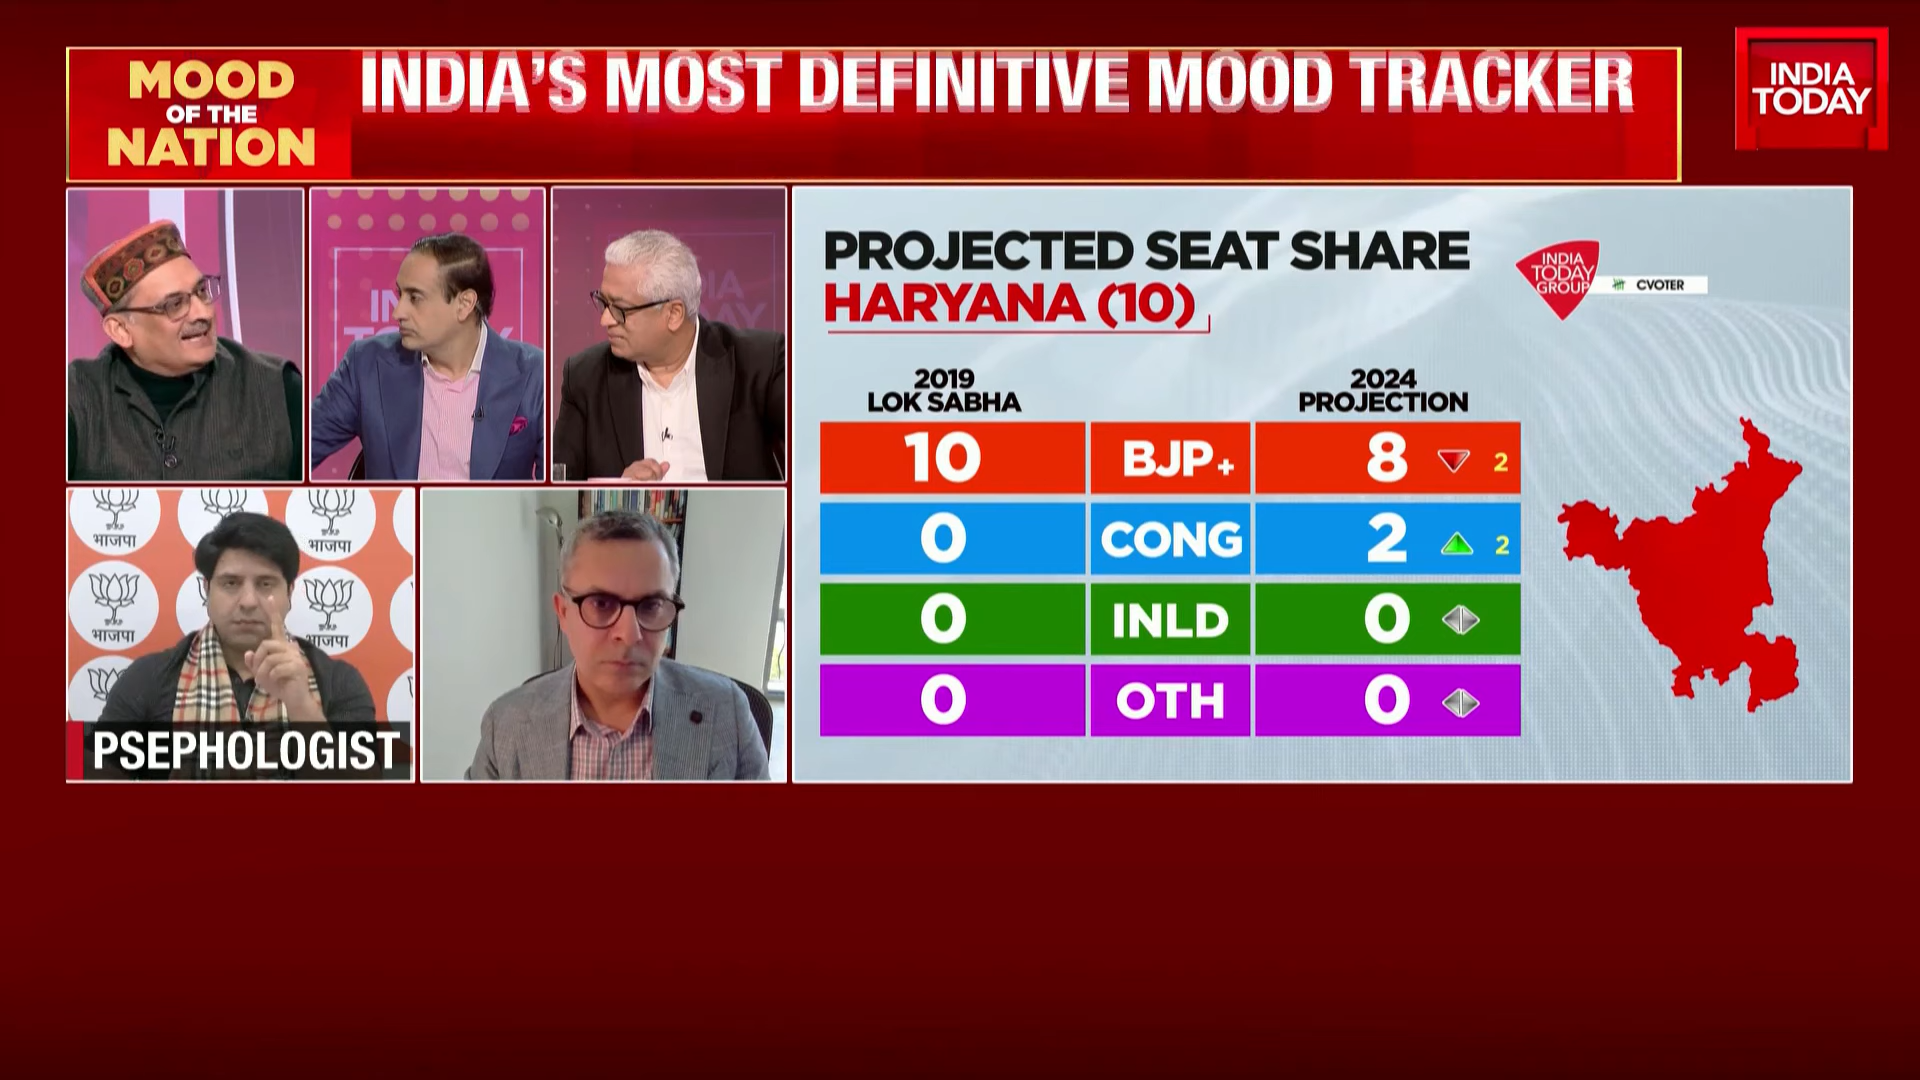 MOOD
OF THE
NATION
INDIA'S MOST DEFINITIVE MOOD TRACKER
INDIA
TODAY
PROJECTED SEAT SHARE
HARYANA (10)
INDIA
TODAY
GROUP
CVOTER
2019
LOK SABHA
2024
PROJECTION
10 BJP+ 8 2
0 CONG 2 2
0 INLD 0
0 OTH 0
भाजपा
भाजपा
भाजपा
भाजपा
PSEPHOLOGIST